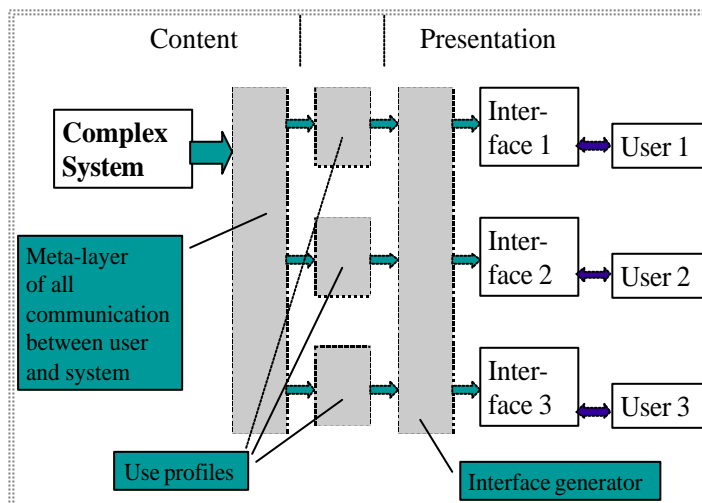 Content
Presentation
Complex
System
Inter-
face 1
User 1
Meta-layer
of all
communication
between user
and system
Inter-
face 2
User 2
Inter-
face 3
User 3
Use profiles
Interface generator